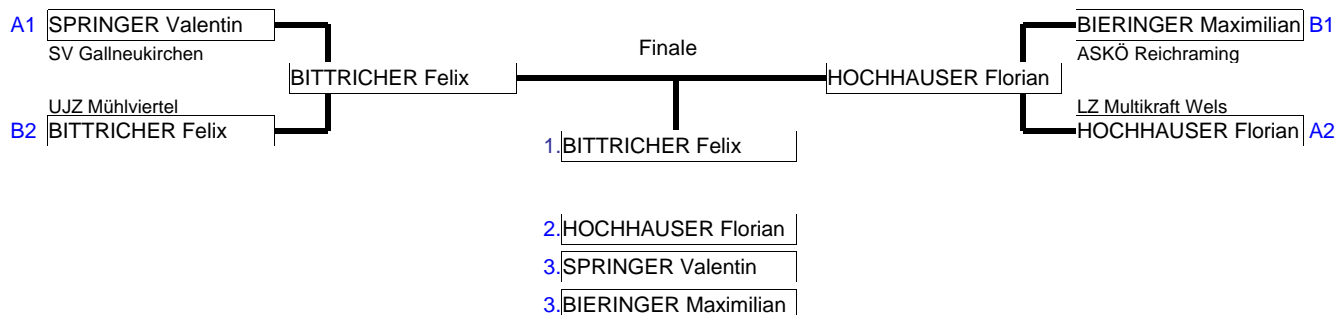 A1 SPRINGER Valentin
SV Gallneukirchen
BITTRICHER Felix
UJZ Mühlviertel
B2 BITTRICHER Felix
Finale
1. BITTRICHER Felix
2. HOCHHAUSER Florian
3. SPRINGER Valentin
3. BIERINGER Maximilian
BIERINGER Maximilian B1
ASKÖ Reichraming
HOCHHAUSER Florian
LZ Multikraft Wels
HOCHHAUSER Florian A2